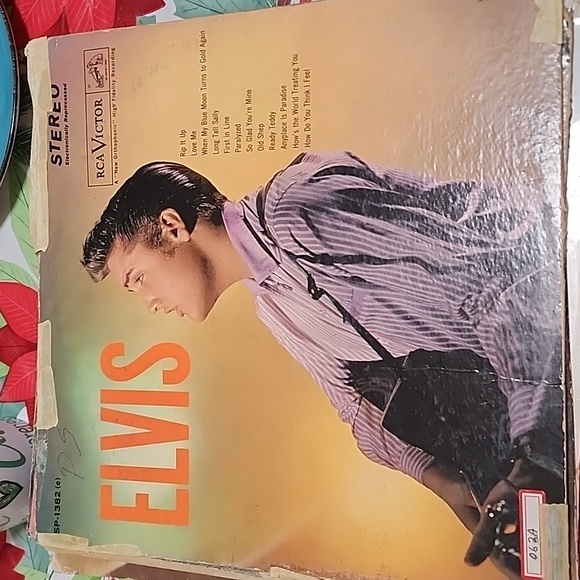 STEREO
Electronically Reprocessed
RCA VICTOR
A "New Orthophonic" High Fidelity Recording
Rip It Up
Love Me
When My Blue Moon Turns to Gold Again
Long Tall Sally
First in Line
Paralyzed
So Glad You're Mine
Old Shep
Ready Teddy
Anyplace Is Paradise
How's the World Treating You
How Do You Think I Feel
ELVIS
SP-1382 (e)
062A